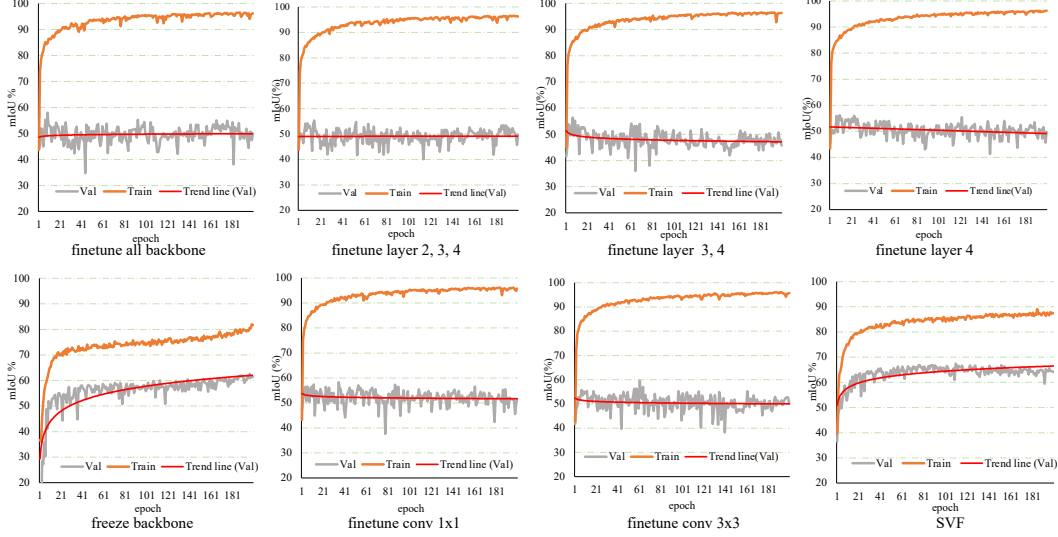 mIoU %
100
90
80
70
60
50
40
30
20
Val Train Trend line (Val)
1 21 41 61 81 101 121 141 161 181
epoch
finetune all backbone
mIoU(%)
100
90
80
70
60
50
40
30
20
Val Train Trend line(Val)
1 21 41 61 81 101 121 141 161 181
epoch
finetune layer 2, 3, 4
mIoU(%)
100
90
80
70
60
50
40
30
20
Val Train Trend line(Val)
1 21 41 61 81 101 121 141 161 181
epoch
finetune layer 3, 4
mIoU(%)
100
90
80
70
60
50
40
30
20
Val Train Trend line(Val)
1 21 41 61 81 101 121 141 161 181
epoch
finetune layer 4
mIoU %
100
90
80
70
60
50
40
30
20
Val Train Trend line (Val)
1 21 41 61 81 101 121 141 161 181
epoch
freeze backbone
mIoU(%)
100
90
80
70
60
50
40
30
20
Val Train Trend line (Val)
1 21 41 61 81 101 121 141 161 181
epoch
finetune conv 1x1
mIoU(%)
100
90
80
70
60
50
40
30
20
Val Train Trend line(Val)
1 21 41 61 81 101 121 141 161 181
epoch
finetune conv 3x3
mIoU %
100
90
80
70
60
50
40
30
20
Val Train Trend line (Val)
1 21 41 61 81 101 121 141 161 181
epoch
SVF